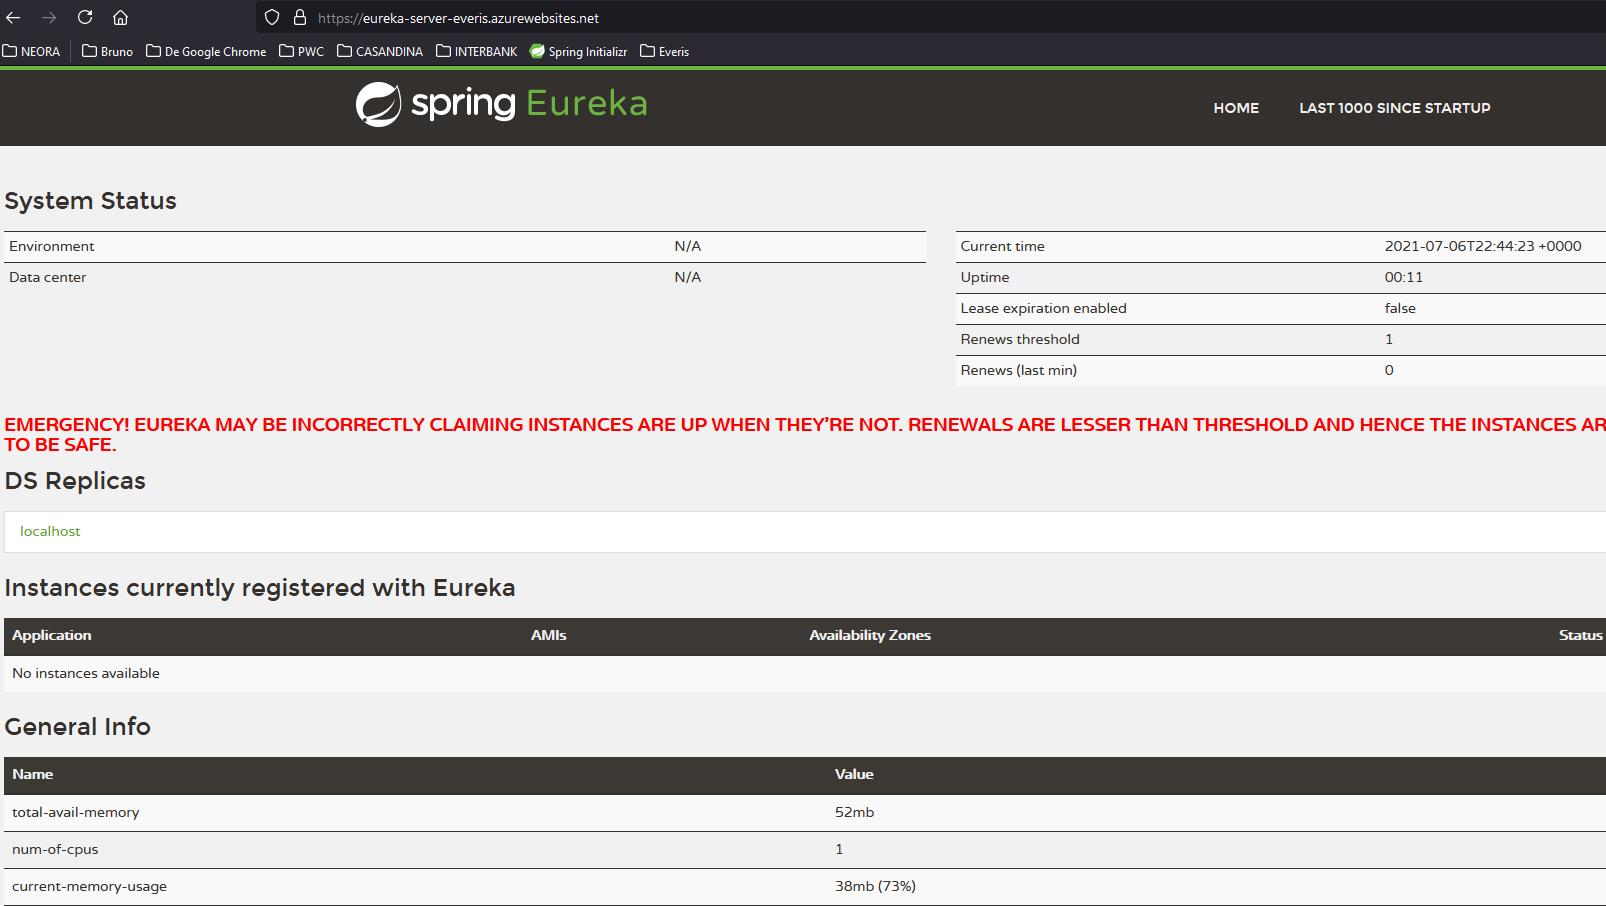 https://eureka-server-everis.azurewebsites.net
NEORA Bruno De Google Chrome PWC CASANDINA INTERBANK Spring Initializr Everis
spring Eureka HOME LAST 1000 SINCE STARTUP
System Status
Environment N/A
Data center N/A
Current time 2021-07-06T22:44:23 +0000
Uptime 00:11
Lease expiration enabled false
Renews threshold 1
Renews (last min) 0
EMERGENCY! EUREKA MAY BE INCORRECTLY CLAIMING INSTANCES ARE UP WHEN THEY'RE NOT. RENEWALS ARE LESSER THAN THRESHOLD AND HENCE THE INSTANCES AR
TO BE SAFE.
DS Replicas
localhost
Instances currently registered with Eureka
Application AMIs Availability Zones Status
No instances available
General Info
Name Value
total-avail-memory 52mb
num-of-cpus 1
current-memory-usage 38mb (73%)